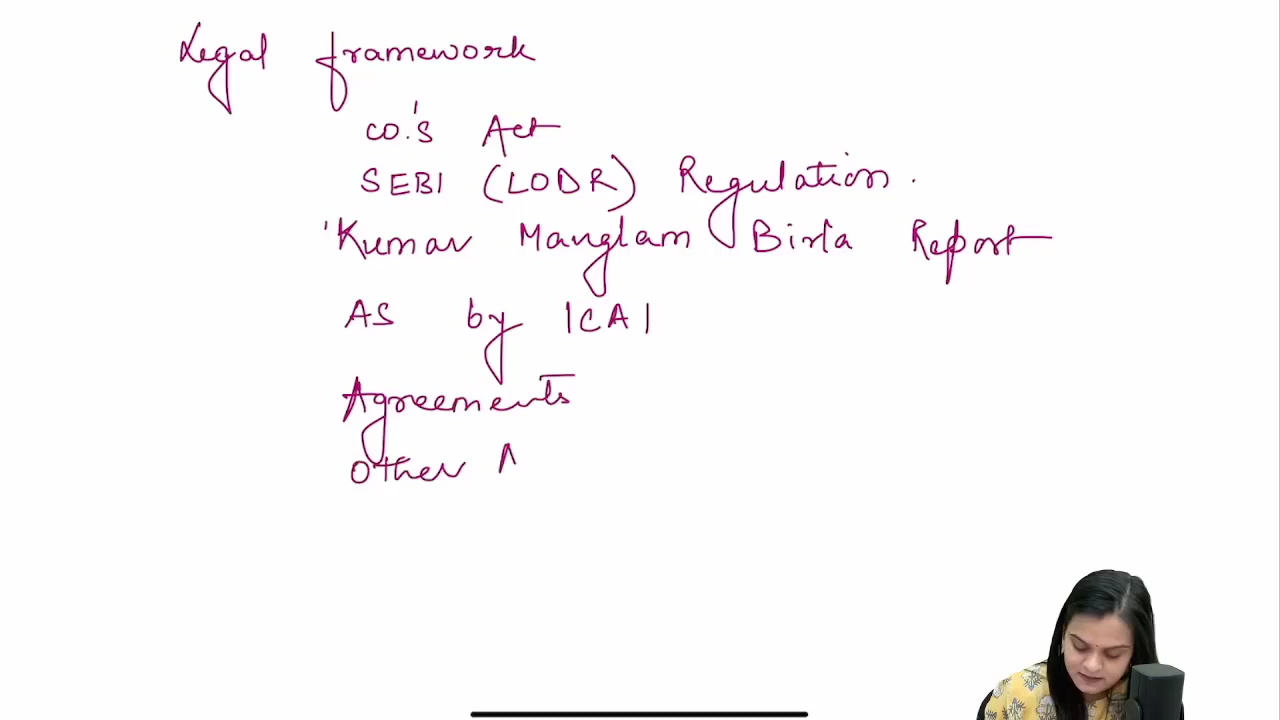 Legal framework
co.'s Act
SEBI (LODR) Regulation.
'Kumar Manglam Birla Report
AS by ICAI
Agreements
Other A